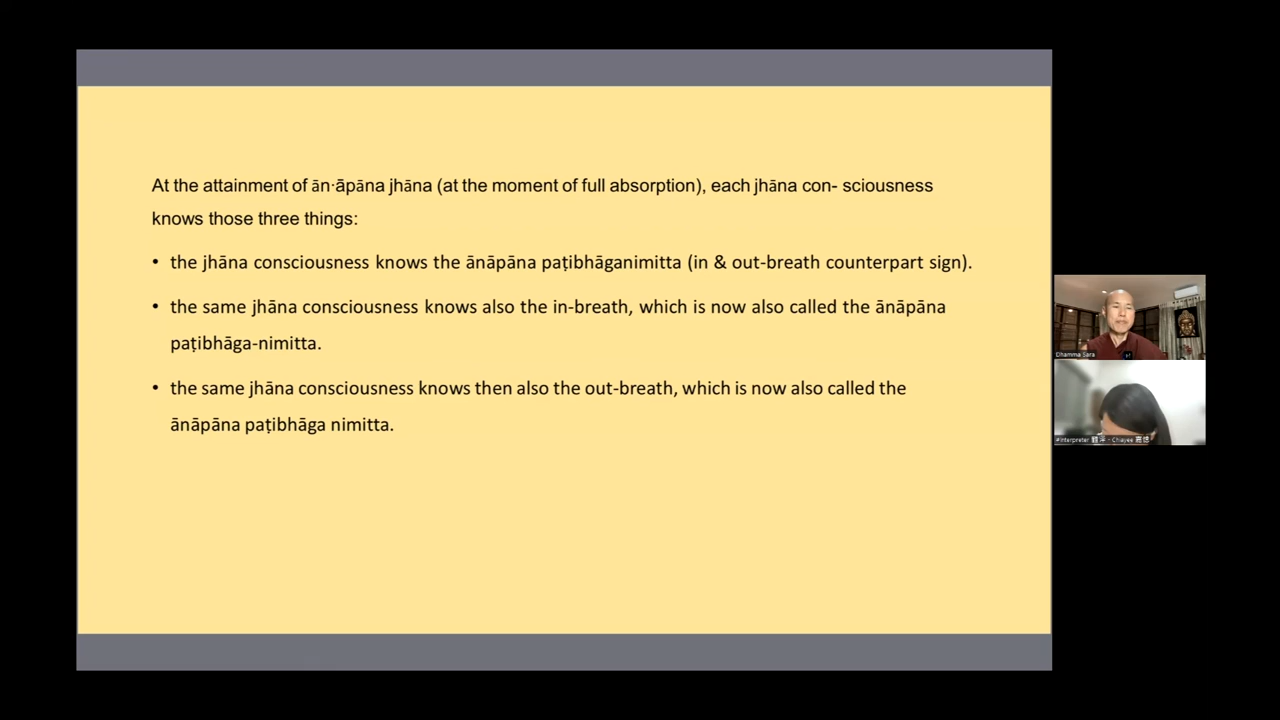 At the attainment of ān·āpāna jhāna (at the moment of full absorption), each jhāna con- sciousness
knows those three things:
• the jhāna consciousness knows the ānāpāna paṭibhāganimitta (in & out-breath counterpart sign).
• the same jhāna consciousness knows also the in-breath, which is now also called the ānāpāna
paṭibhāga-nimitta.
• the same jhāna consciousness knows then also the out-breath, which is now also called the
ānāpāna paṭibhāga nimitta.
Dhamma Sara
#interpreter - Chiayee